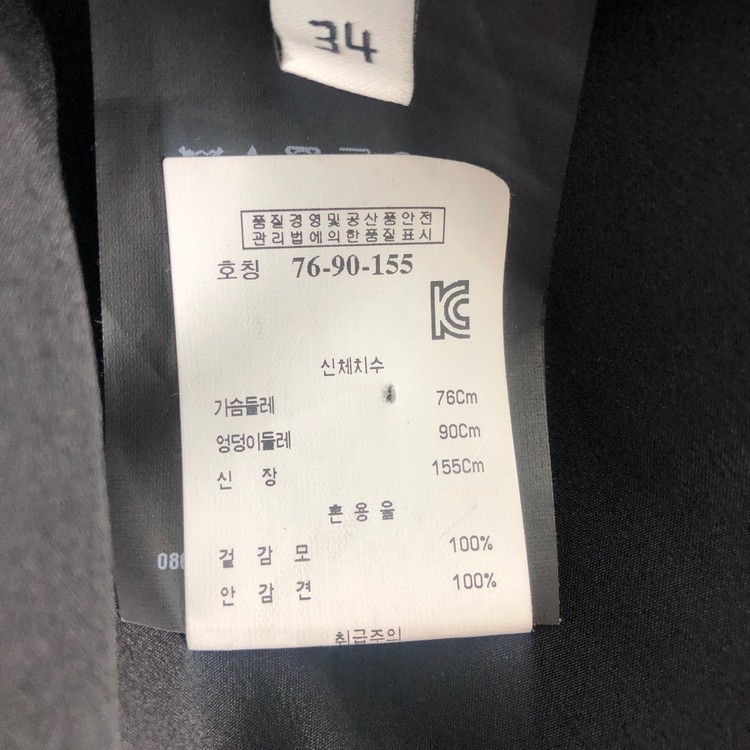 34
품질경영및공산품안전
관리법에의한품질표시
호칭 76-90-155
신체치수
가슴둘레 76Cm
엉덩이둘레 90Cm
신 장 155Cm
혼 용 율
겉 감 모 100%
안 감 견 100%
취급주의